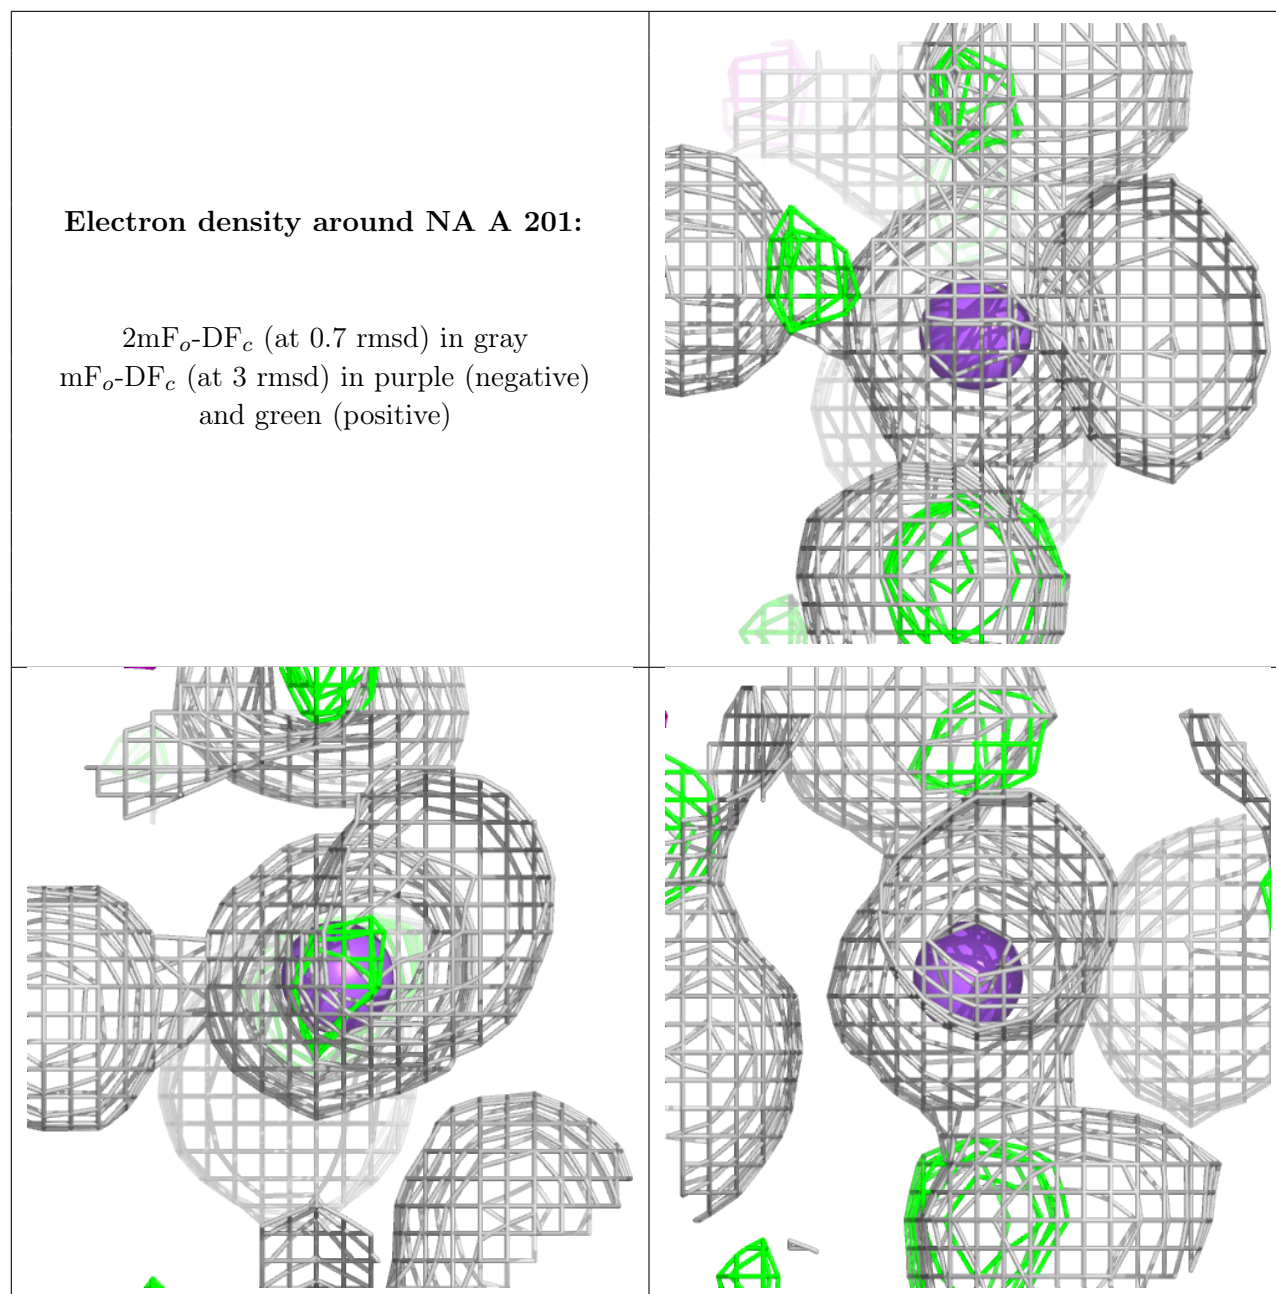 Electron density around NA A 201:
2mFo-DFc (at 0.7 rmsd) in gray
mFo-DFc (at 3 rmsd) in purple (negative)
and green (positive)